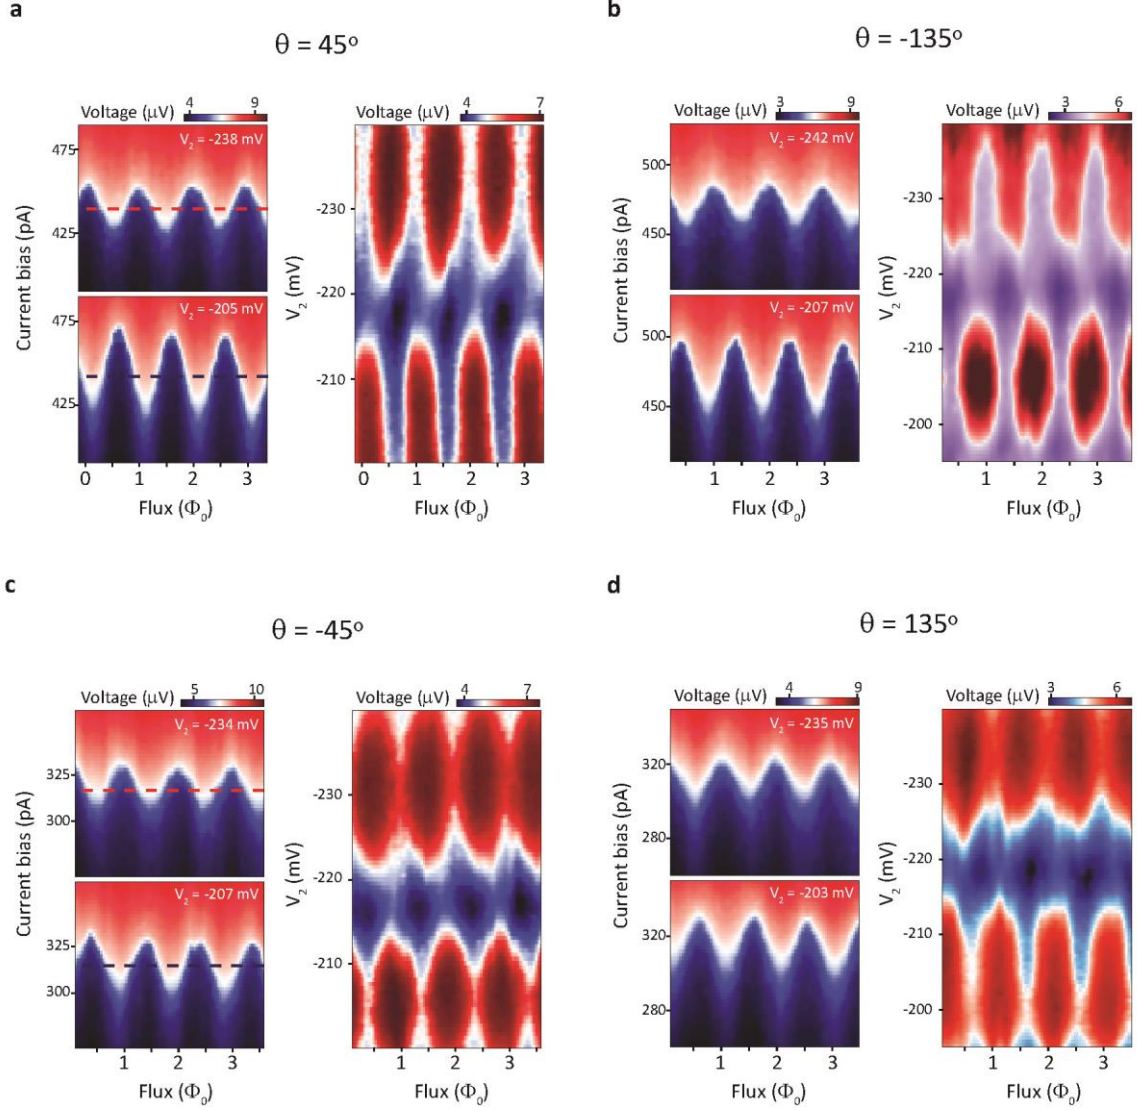 a
θ = 45º
Voltage (μV) 4 9
V₂ = -238 mV
475
425
V₂ = -205 mV
475
425
Current bias (pA)
0 1 2 3
Flux (Φ₀)
4 7
-230
-220
-210
V₂ (mV)
0 1 2 3
Flux (Φ₀)
b
θ = -135º
Voltage (μV) 3 9
V₂ = -242 mV
500
450
V₂ = -207 mV
500
450
Current bias (pA)
1 2 3
Flux (Φ₀)
Voltage (μV) 3 6
-230
-220
-210
-200
V₂ (mV)
1 2 3
Flux (Φ₀)
c
θ = -45º
Voltage (μV) 5 10
V₂ = -234 mV
325
300
V₂ = -207 mV
325
300
Current bias (pA)
1 2 3
Flux (Φ₀)
Voltage (μV) 4 7
-230
-220
-210
V₂ (mV)
1 2 3
Flux (Φ₀)
d
θ = 135º
Voltage (μV) 4 9
V₂ = -235 mV
320
280
V₂ = -203 mV
320
280
Current bias (pA)
1 2 3
Flux (Φ₀)
Voltage (μV) 3 6
-230
-220
-210
-200
V₂ (mV)
1 2 3
Flux (Φ₀)